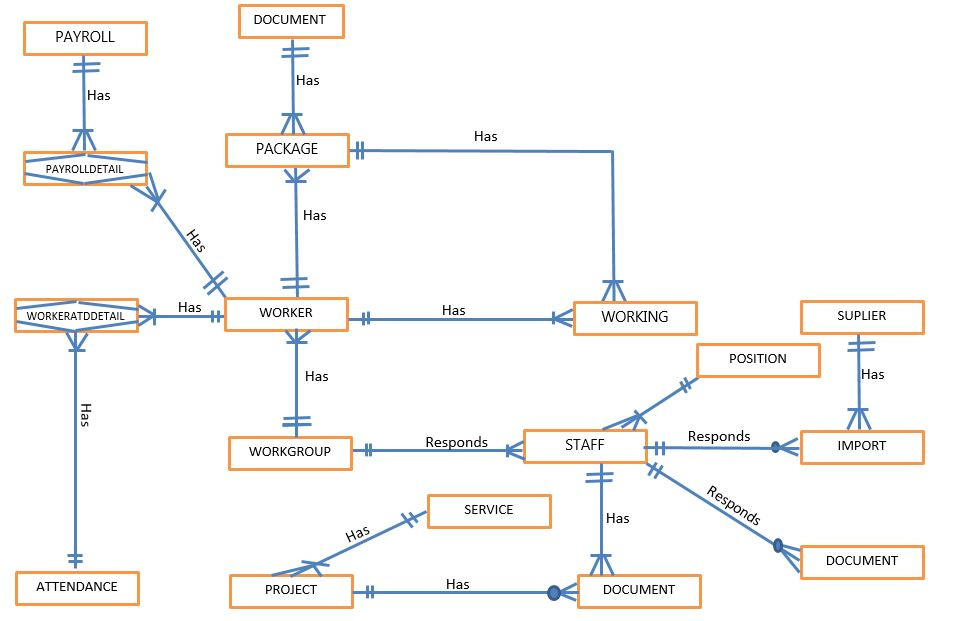 DOCUMENT
PAYROLL
Has
Has
Has
PACKAGE
PAYROLLDETAIL
Has
Has
Has
Has
WORKERATDDETAIL
WORKER
Has
WORKING
SUPLIER
POSITION
Has
Has
Has
Responds
Responds
WORKGROUP
STAFF
IMPORT
Responds
SERVICE
Has
Has
DOCUMENT
ATTENDANCE
PROJECT
Has
DOCUMENT